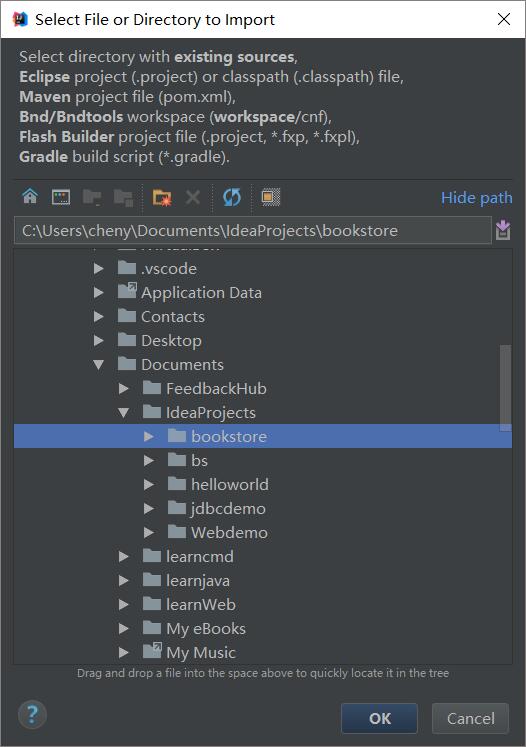 Select File or Directory to Import
Select directory with existing sources,
Eclipse project (.project) or classpath (.classpath) file,
Maven project file (pom.xml),
Bnd/Bndtools workspace (workspace/cnf),
Flash Builder project file (.project, *.fxp, *.fxpl),
Gradle build script (*.gradle).
Hide path
C:\Users\cheny\Documents\IdeaProjects\bookstore
.vscode
Application Data
Contacts
Desktop
Documents
FeedbackHub
IdeaProjects
bookstore
bs
helloworld
jdbcdemo
Webdemo
learncmd
learnjava
learnWeb
My eBooks
My Music
Drag and drop a file into the space above to quickly locate it in the tree
?
OK
Cancel